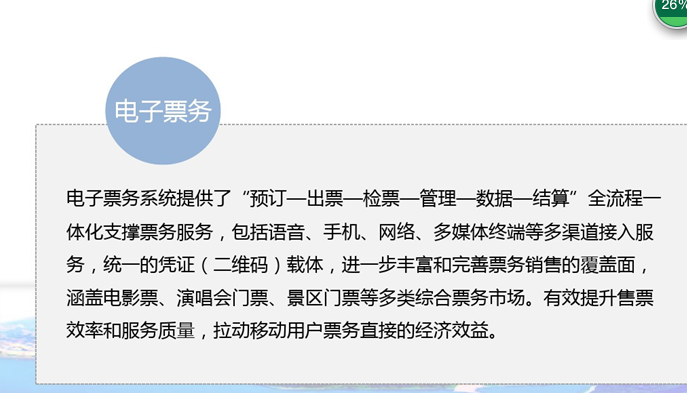 26%
电子票务
电子票务系统提供了“预订—出票—检票—管理—数据—结算”全流程一
体化支撑票务服务，包括语音、手机、网络、多媒体终端等多渠道接入服
务，统一的凭证（二维码）载体，进一步丰富和完善票务销售的覆盖面，
涵盖电影票、演唱会门票、景区门票等多类综合票务市场。有效提升售票
效率和服务质量，拉动移动用户票务直接的经济效益。